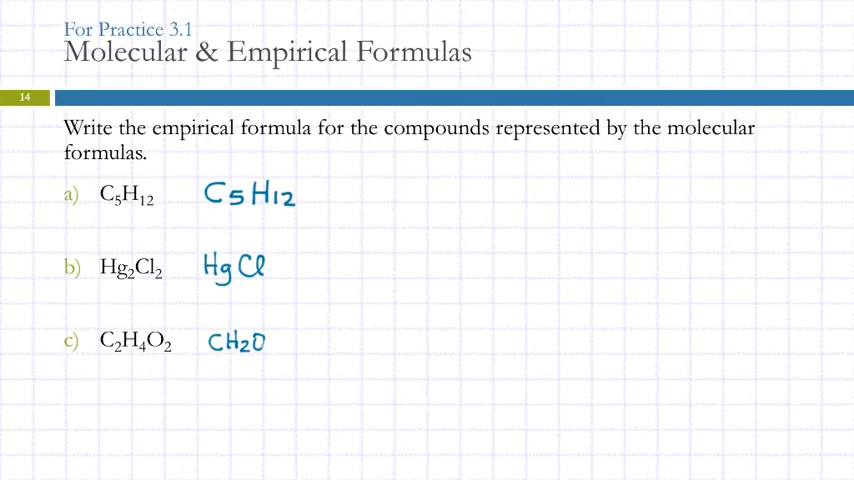 For Practice 3.1
Molecular & Empirical Formulas
14
Write the empirical formula for the compounds represented by the molecular
formulas.
a) C₅H₁₂ C5H12
b) Hg₂Cl₂ HgCl
c) C₂H₄O₂ CH2O